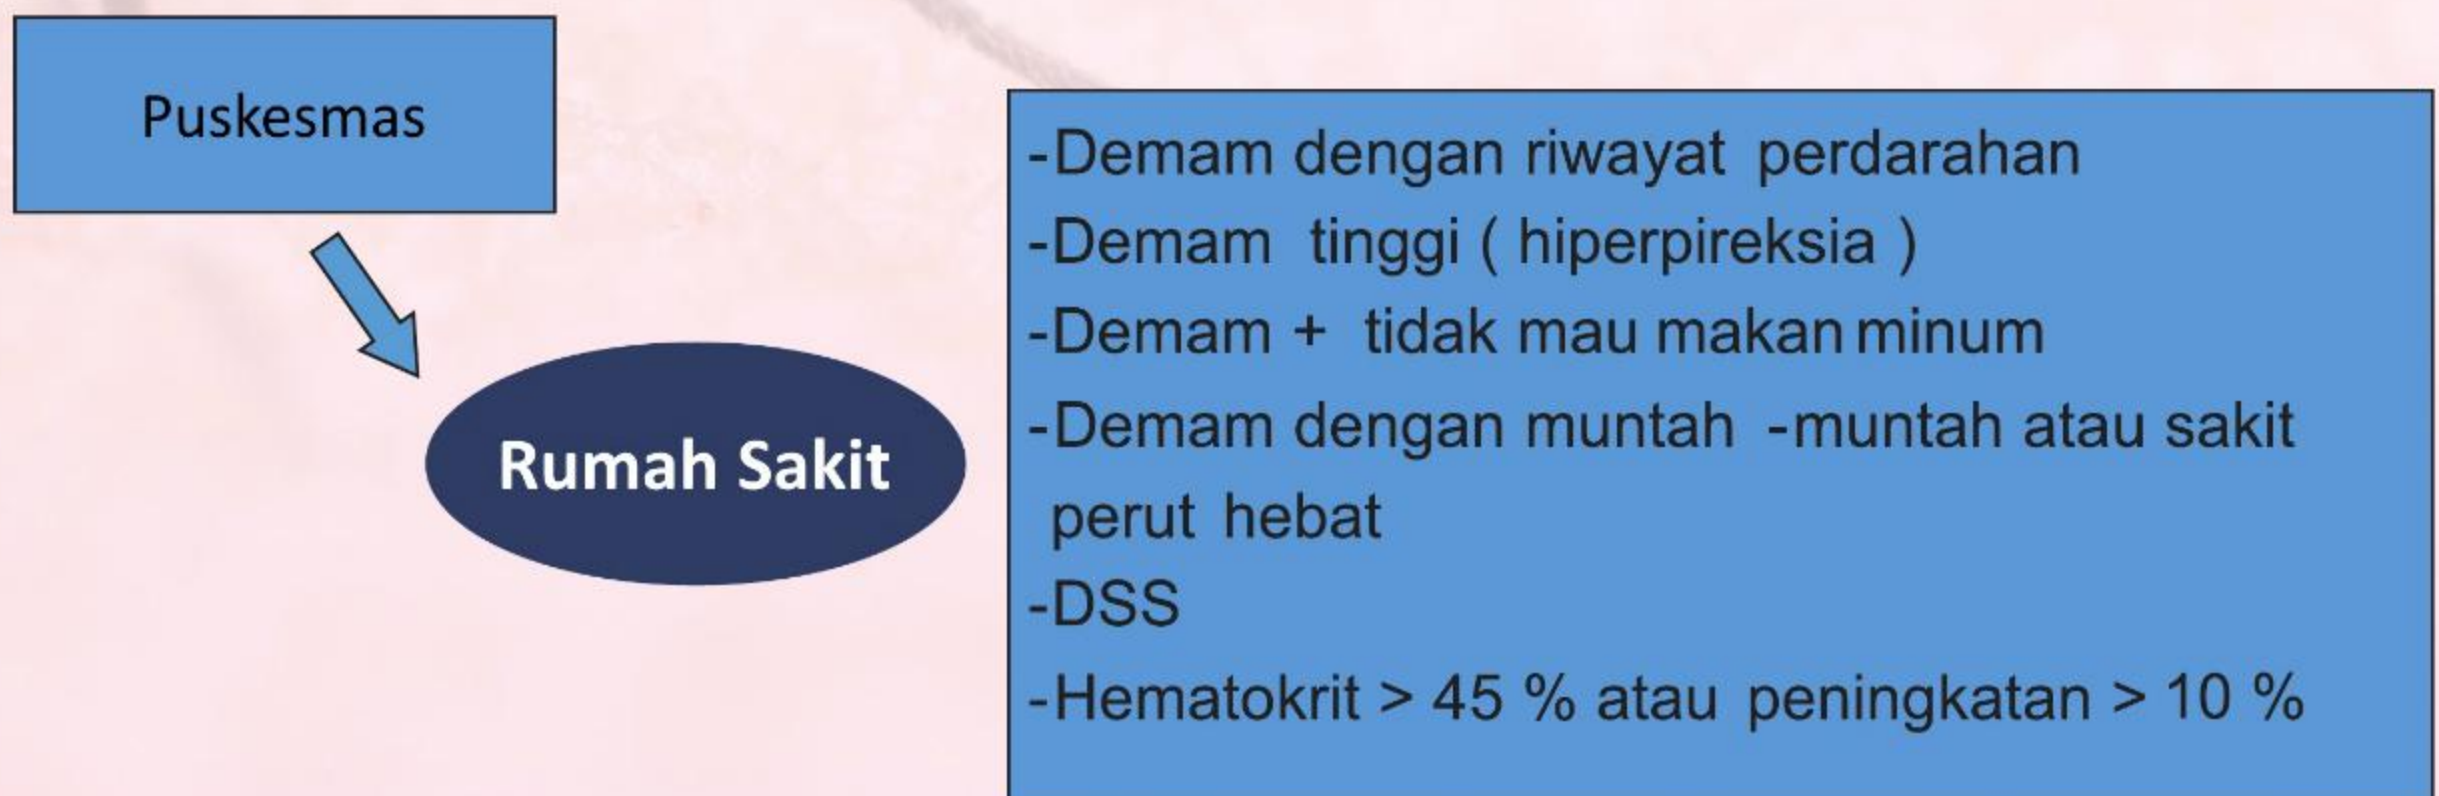 Puskesmas
Rumah Sakit
-Demam dengan riwayat perdarahan
-Demam tinggi ( hiperpireksia )
-Demam + tidak mau makan minum
-Demam dengan muntah -muntah atau sakit
perut hebat
-DSS
-Hematokrit > 45 % atau peningkatan > 10 %